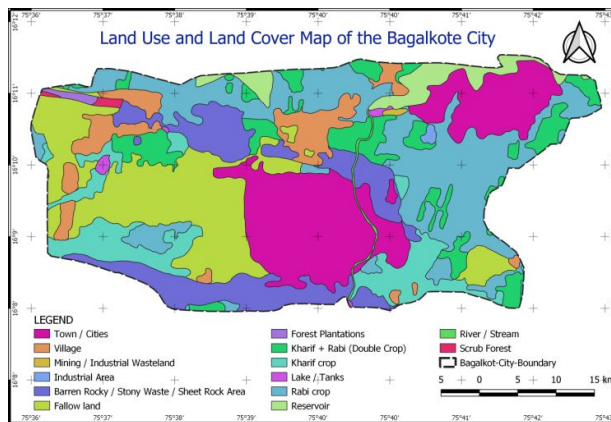 75°36' 75°37' 75°38' 75°39' 75°40' 75°41' 75°42' 75°43'
Land Use and Land Cover Map of the Bagalkote City
16°12'
16°11'
16°10'
16°9'
16°8'
LEGEND
Town / Cities
Village
Mining / Industrial Wasteland
Industrial Area
Barren Rocky / Stony Waste / Sheet Rock Area
Fallow land
Forest Plantations
Kharif + Rabi (Double Crop)
Kharif crop
Lake / Tanks
Rabi crop
Reservoir
River / Stream
Scrub Forest
Bagalkot-City-Boundary
5 0 5 10 15 km
75°36' 75°37' 75°38' 75°39' 75°40' 75°41' 75°42' 75°43'